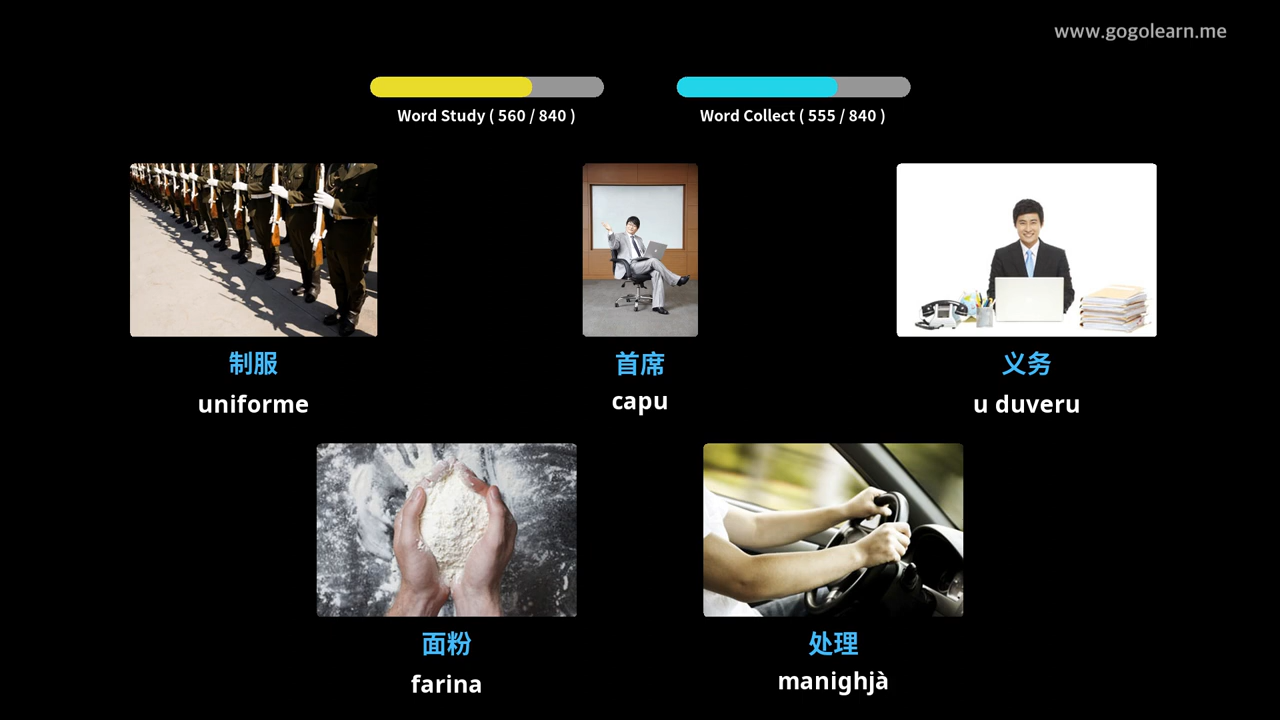 www.gogolearn.me
Word Study ( 560 / 840 )
Word Collect ( 555 / 840 )
制服
uniforme
首席
capu
义务
u duveru
面粉
farina
处理
manighjà